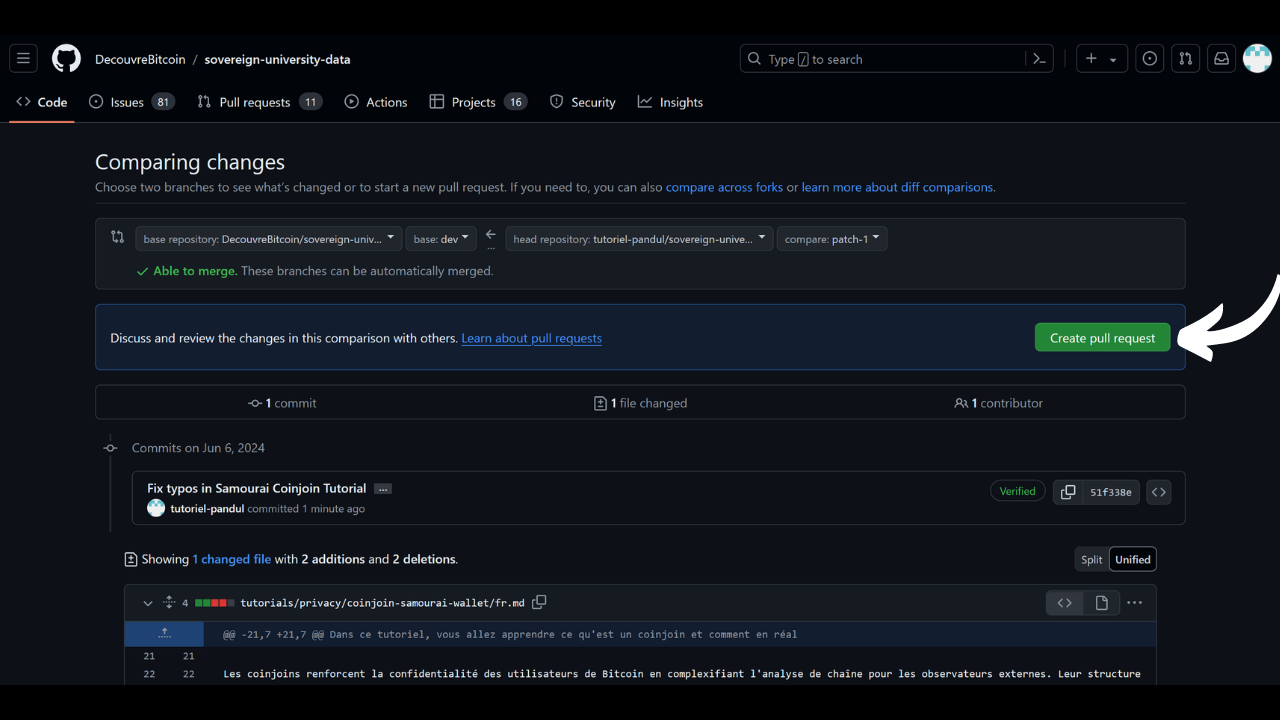 DecouvreBitcoin / sovereign-university-data
Type / to search
Code Issues 81 Pull requests 11 Actions Projects 16 Security Insights
Comparing changes
Choose two branches to see what's changed or to start a new pull request. If you need to, you can also compare across forks or learn more about diff comparisons.
base repository: DecouvreBitcoin/sovereign-univ... base: dev ... head repository: tutoriel-pandul/sovereign-unive... compare: patch-1
Able to merge. These branches can be automatically merged.
Discuss and review the changes in this comparison with others. Learn about pull requests Create pull request
1 commit 1 file changed 1 contributor
Commits on Jun 6, 2024
Fix typos in Samourai Coinjoin Tutorial ... Verified 51f338e
tutoriel-pandul committed 1 minute ago
Showing 1 changed file with 2 additions and 2 deletions. Split Unified
4 tutorials/privacy/coinjoin-samourai-wallet/fr.md
@@ -21,7 +21,7 @@ Dans ce tutoriel, vous allez apprendre ce qu'est un coinjoin et comment en réal
21 21
22 22 Les coinjoins renforcent la confidentialité des utilisateurs de Bitcoin en complexifiant l'analyse de chaîne pour les observateurs externes. Leur structure